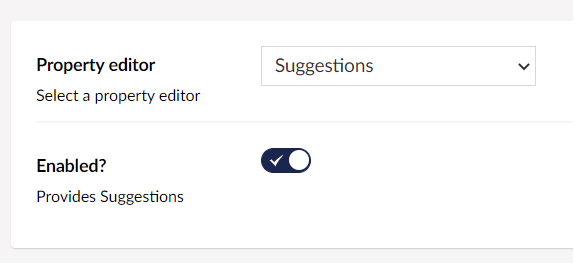 Property editor
Suggestions
Select a property editor
Enabled?
Provides Suggestions